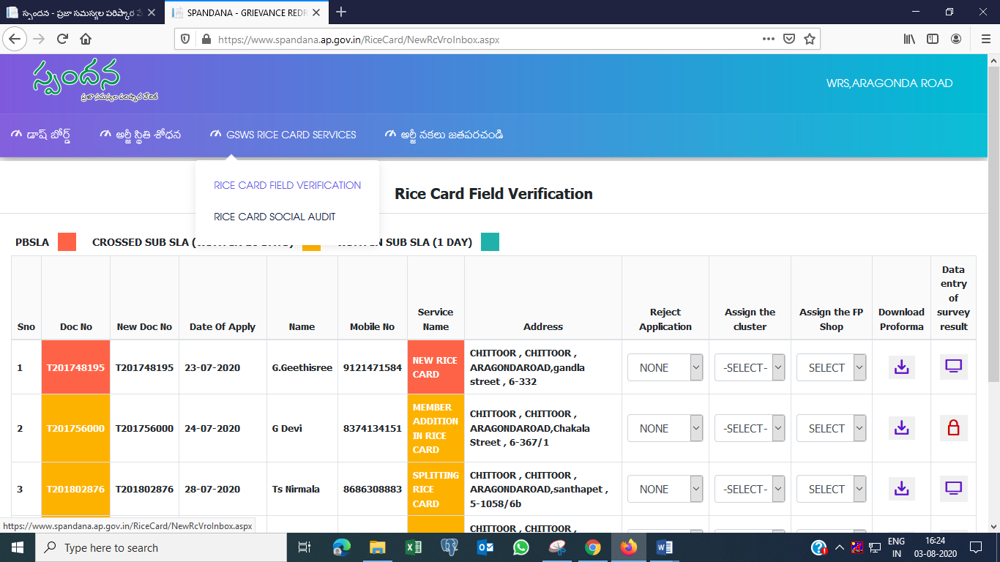 స్పందన - ప్రజా సమస్యల పరిష్కార వే
SPANDANA - GRIEVANCE REDR
https://www.spandana.ap.gov.in/RiceCard/NewRcVroInbox.aspx
స్పందన
ప్రజా సమస్యల పరిష్కార వేదిక
WRS,ARAGONDA ROAD
డాష్ బోర్డ్
అర్జీ స్థితి శోధన
GSWS RICE CARD SERVICES
అర్జీ నకలు జతపరచండి
RICE CARD FIELD VERIFICATION
RICE CARD SOCIAL AUDIT
Rice Card Field Verification
PBSLA CROSSED SUB SLA ( SUB SLA (1 DAY)
Sno Doc No New Doc No Date Of Apply Name Mobile No Service Name Address Reject Application Assign the cluster Assign the FP Shop Download Proforma Data entry of survey result
1 T201748195 T201748195 23-07-2020 G.Geethisree 9121471584 NEW RICE CARD CHITTOOR , CHITTOOR , ARAGONDAROAD,gandla street , 6-332 NONE -SELECT- SELECT
2 T201756000 T201756000 24-07-2020 G Devi 8374134151 MEMBER ADDITION IN RICE CARD CHITTOOR , CHITTOOR , ARAGONDAROAD,Chakala Street , 6-367/1 NONE -SELECT- SELECT
3 T201802876 T201802876 28-07-2020 Ts Nirmala 8686308883 SPLITTING RICE CARD CHITTOOR , CHITTOOR , ARAGONDAROAD,santhapet , 5-1058/6b NONE -SELECT- SELECT
CHITTOOR , CHITTOOR ,
https://www.spandana.ap.gov.in/RiceCard/NewRcVroInbox.aspx
Type here to search
ENG
IN
16:24
03-08-2020